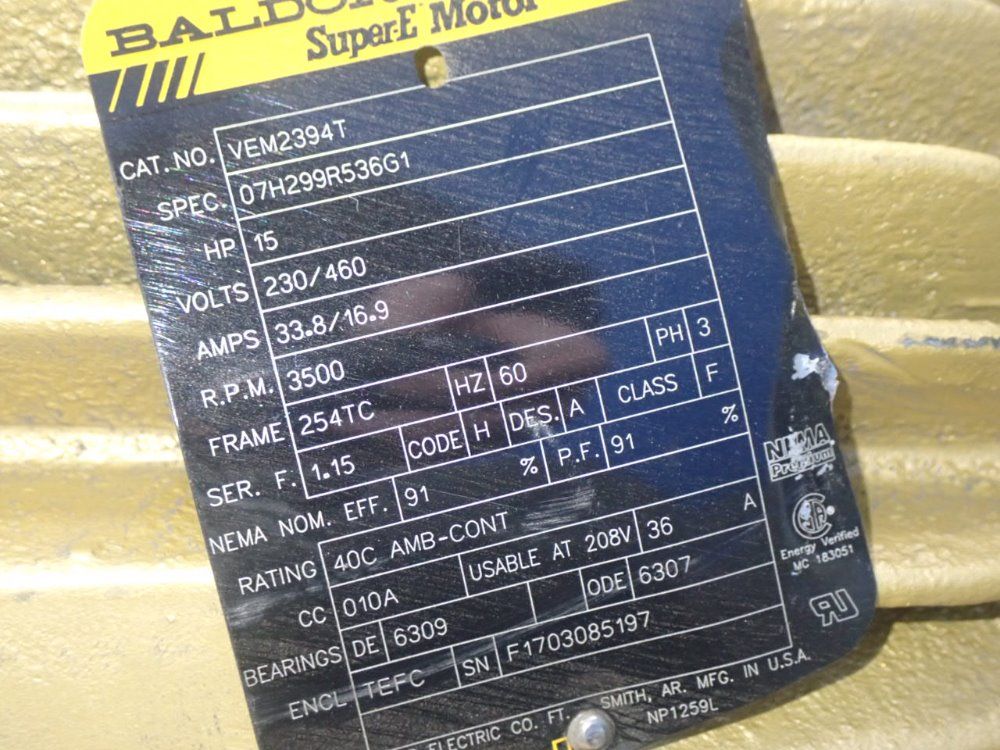 BALDOR
Super-E Motor
CAT. NO. VEM2394T
SPEC. 07H299R536G1
HP 15
VOLTS 230/460
AMPS 33.8/16.9
R.P.M. 3500
FRAME 254TC HZ 60 PH 3
SER. F. 1.15 CODE H DES. A CLASS F
NEMA NOM. EFF. 91 % P.F. 91 %
RATING 40C AMB-CONT
CC 010A USABLE AT 208V 36 A
BEARINGS DE 6309 ODE 6307
ENCL TEFC SN F1703085197
ELECTRIC CO. FT. SMITH, AR. MFG. IN U.S.A.
NP1259L
NEMA
Premium
Energy Verified
MC 183051